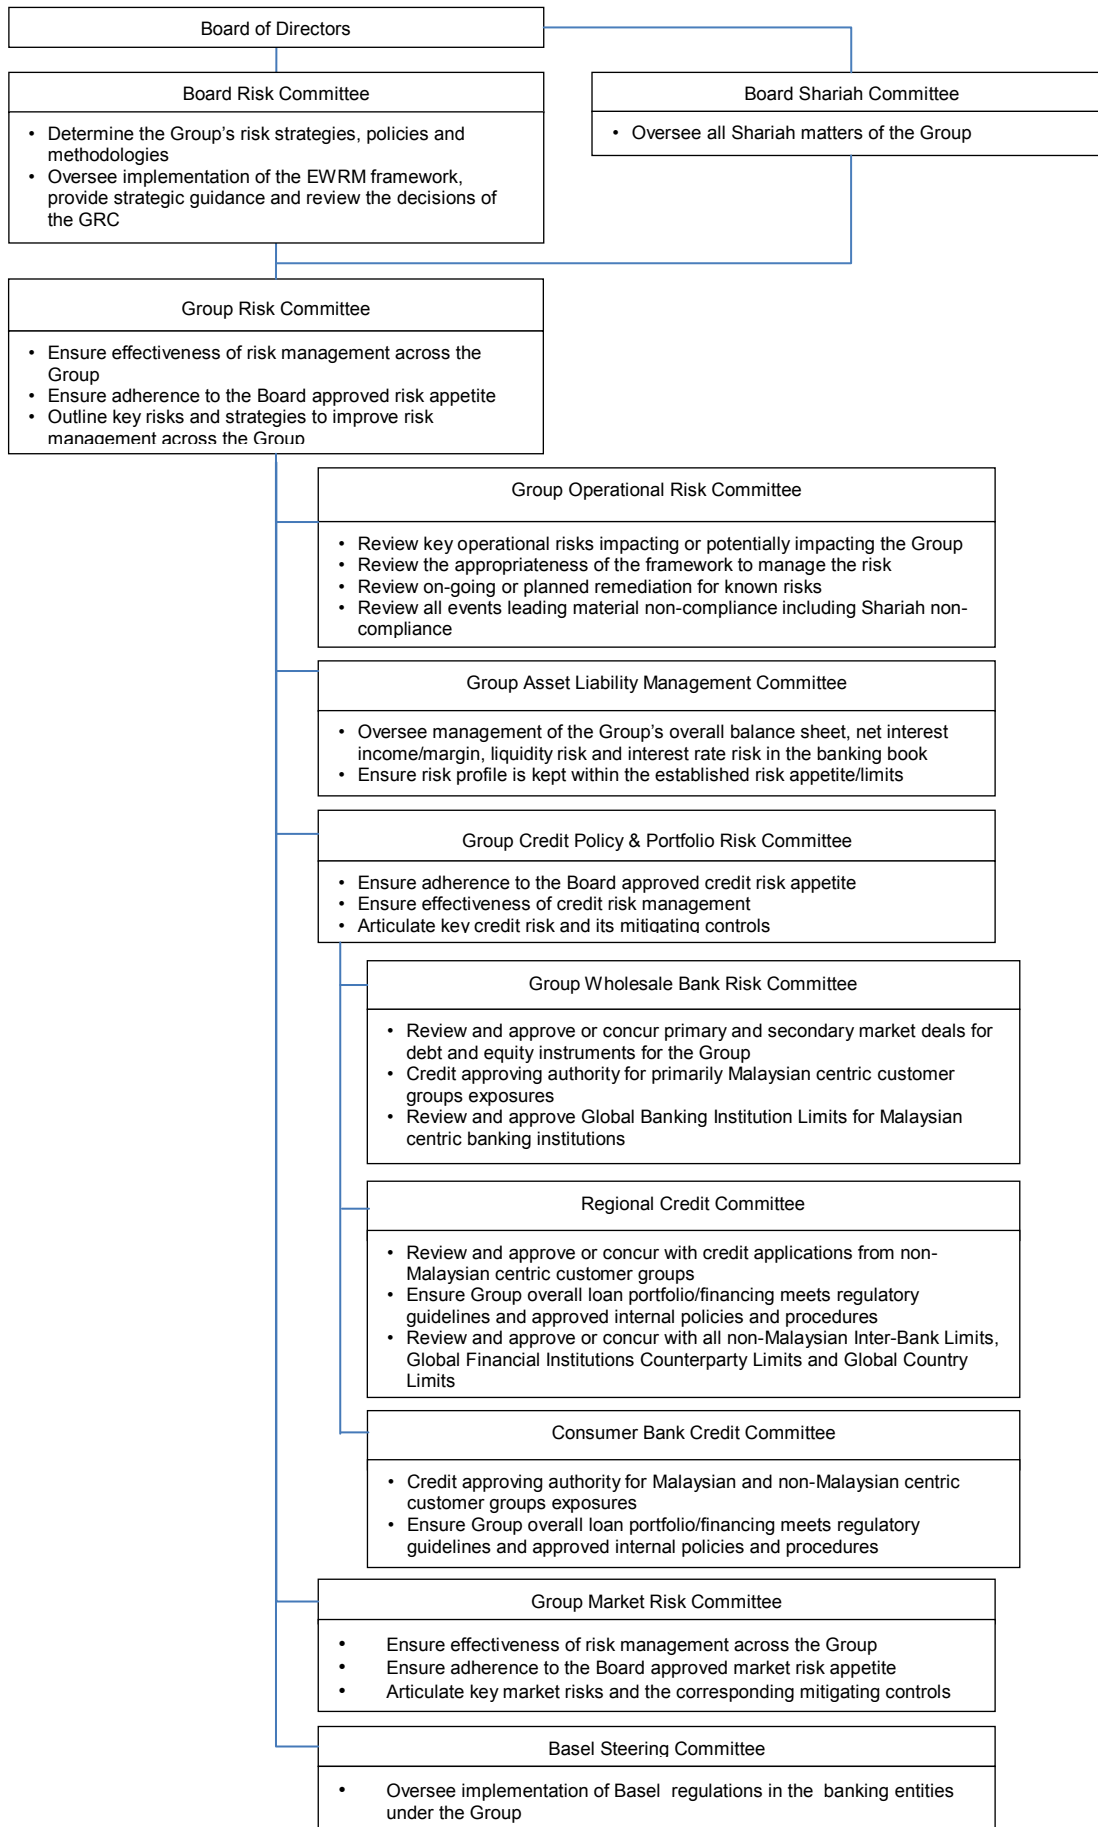 Board of Directors
Board Risk Committee
• Determine the Group's risk strategies, policies and
methodologies
• Oversee implementation of the EWRM framework,
provide strategic guidance and review the decisions of
the GRC
Board Shariah Committee
• Oversee all Shariah matters of the Group
Group Risk Committee
• Ensure effectiveness of risk management across the
Group
• Ensure adherence to the Board approved risk appetite
• Outline key risks and strategies to improve risk
management across the Group
Group Operational Risk Committee
• Review key operational risks impacting or potentially impacting the Group
• Review the appropriateness of the framework to manage the risk
• Review on-going or planned remediation for known risks
• Review all events leading material non-compliance including Shariah non-
compliance
Group Asset Liability Management Committee
• Oversee management of the Group's overall balance sheet, net interest
income/margin, liquidity risk and interest rate risk in the banking book
• Ensure risk profile is kept within the established risk appetite/limits
Group Credit Policy & Portfolio Risk Committee
• Ensure adherence to the Board approved credit risk appetite
• Ensure effectiveness of credit risk management
• Articulate key credit risk and its mitigating controls
Group Wholesale Bank Risk Committee
• Review and approve or concur primary and secondary market deals for
debt and equity instruments for the Group
• Credit approving authority for primarily Malaysian centric customer
groups exposures
• Review and approve Global Banking Institution Limits for Malaysian
centric banking institutions
Regional Credit Committee
• Review and approve or concur with credit applications from non-
Malaysian centric customer groups
• Ensure Group overall loan portfolio/financing meets regulatory
guidelines and approved internal policies and procedures
• Review and approve or concur with all non-Malaysian Inter-Bank Limits,
Global Financial Institutions Counterparty Limits and Global Country
Limits
Consumer Bank Credit Committee
• Credit approving authority for Malaysian and non-Malaysian centric
customer groups exposures
• Ensure Group overall loan portfolio/financing meets regulatory
guidelines and approved internal policies and procedures
Group Market Risk Committee
• Ensure effectiveness of risk management across the Group
• Ensure adherence to the Board approved market risk appetite
• Articulate key market risks and the corresponding mitigating controls
Basel Steering Committee
• Oversee implementation of Basel regulations in the banking entities
under the Group